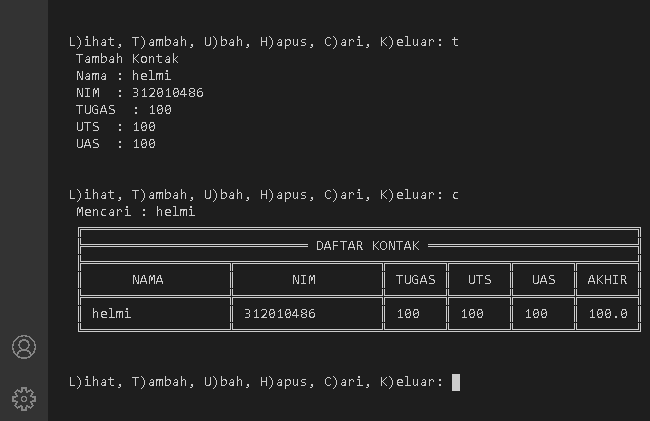 L)ihat, T)ambah, U)bah, H)apus, C)ari, K)eluar: t
Tambah Kontak
Nama : helmi
NIM : 312010486
TUGAS : 100
UTS : 100
UAS : 100
L)ihat, T)ambah, U)bah, H)apus, C)ari, K)eluar: c
Mencari : helmi
DAFTAR KONTAK
NAMA NIM TUGAS UTS UAS AKHIR
helmi 312010486 100 100 100 100.0
L)ihat, T)ambah, U)bah, H)apus, C)ari, K)eluar: